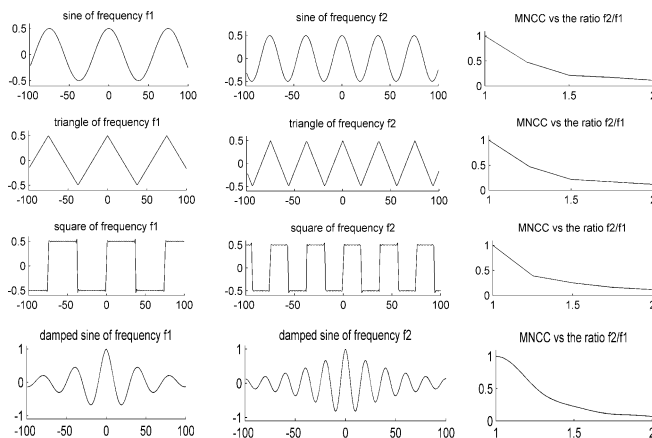 sine of frequency f1
sine of frequency f2
MNCC vs the ratio f2/f1
0.5
0
-0.5
-100 -50 0 50 100
0.5
0
-0.5
-100 -50 0 50 100
1
0.5
0
1 1.5 2
triangle of frequency f1
triangle of frequency f2
MNCC vs the ratio f2/f1
0.5
0
-0.5
-100 -50 0 50 100
0.5
0
-0.5
-100 -50 0 50 100
1
0.5
0
1 1.5 2
square of frequency f1
square of frequency f2
MNCC vs the ratio f2/f1
0.5
0
-0.5
-100 -50 0 50 100
0.5
0
-0.5
-100 -50 0 50 100
1
0.5
0
1 1.5 2
damped sine of frequency f1
damped sine of frequency f2
MNCC vs the ratio f2/f1
1
0
-1
-100 -50 0 50 100
1
0
-1
-100 -50 0 50 100
1
0.5
0
1 1.5 2